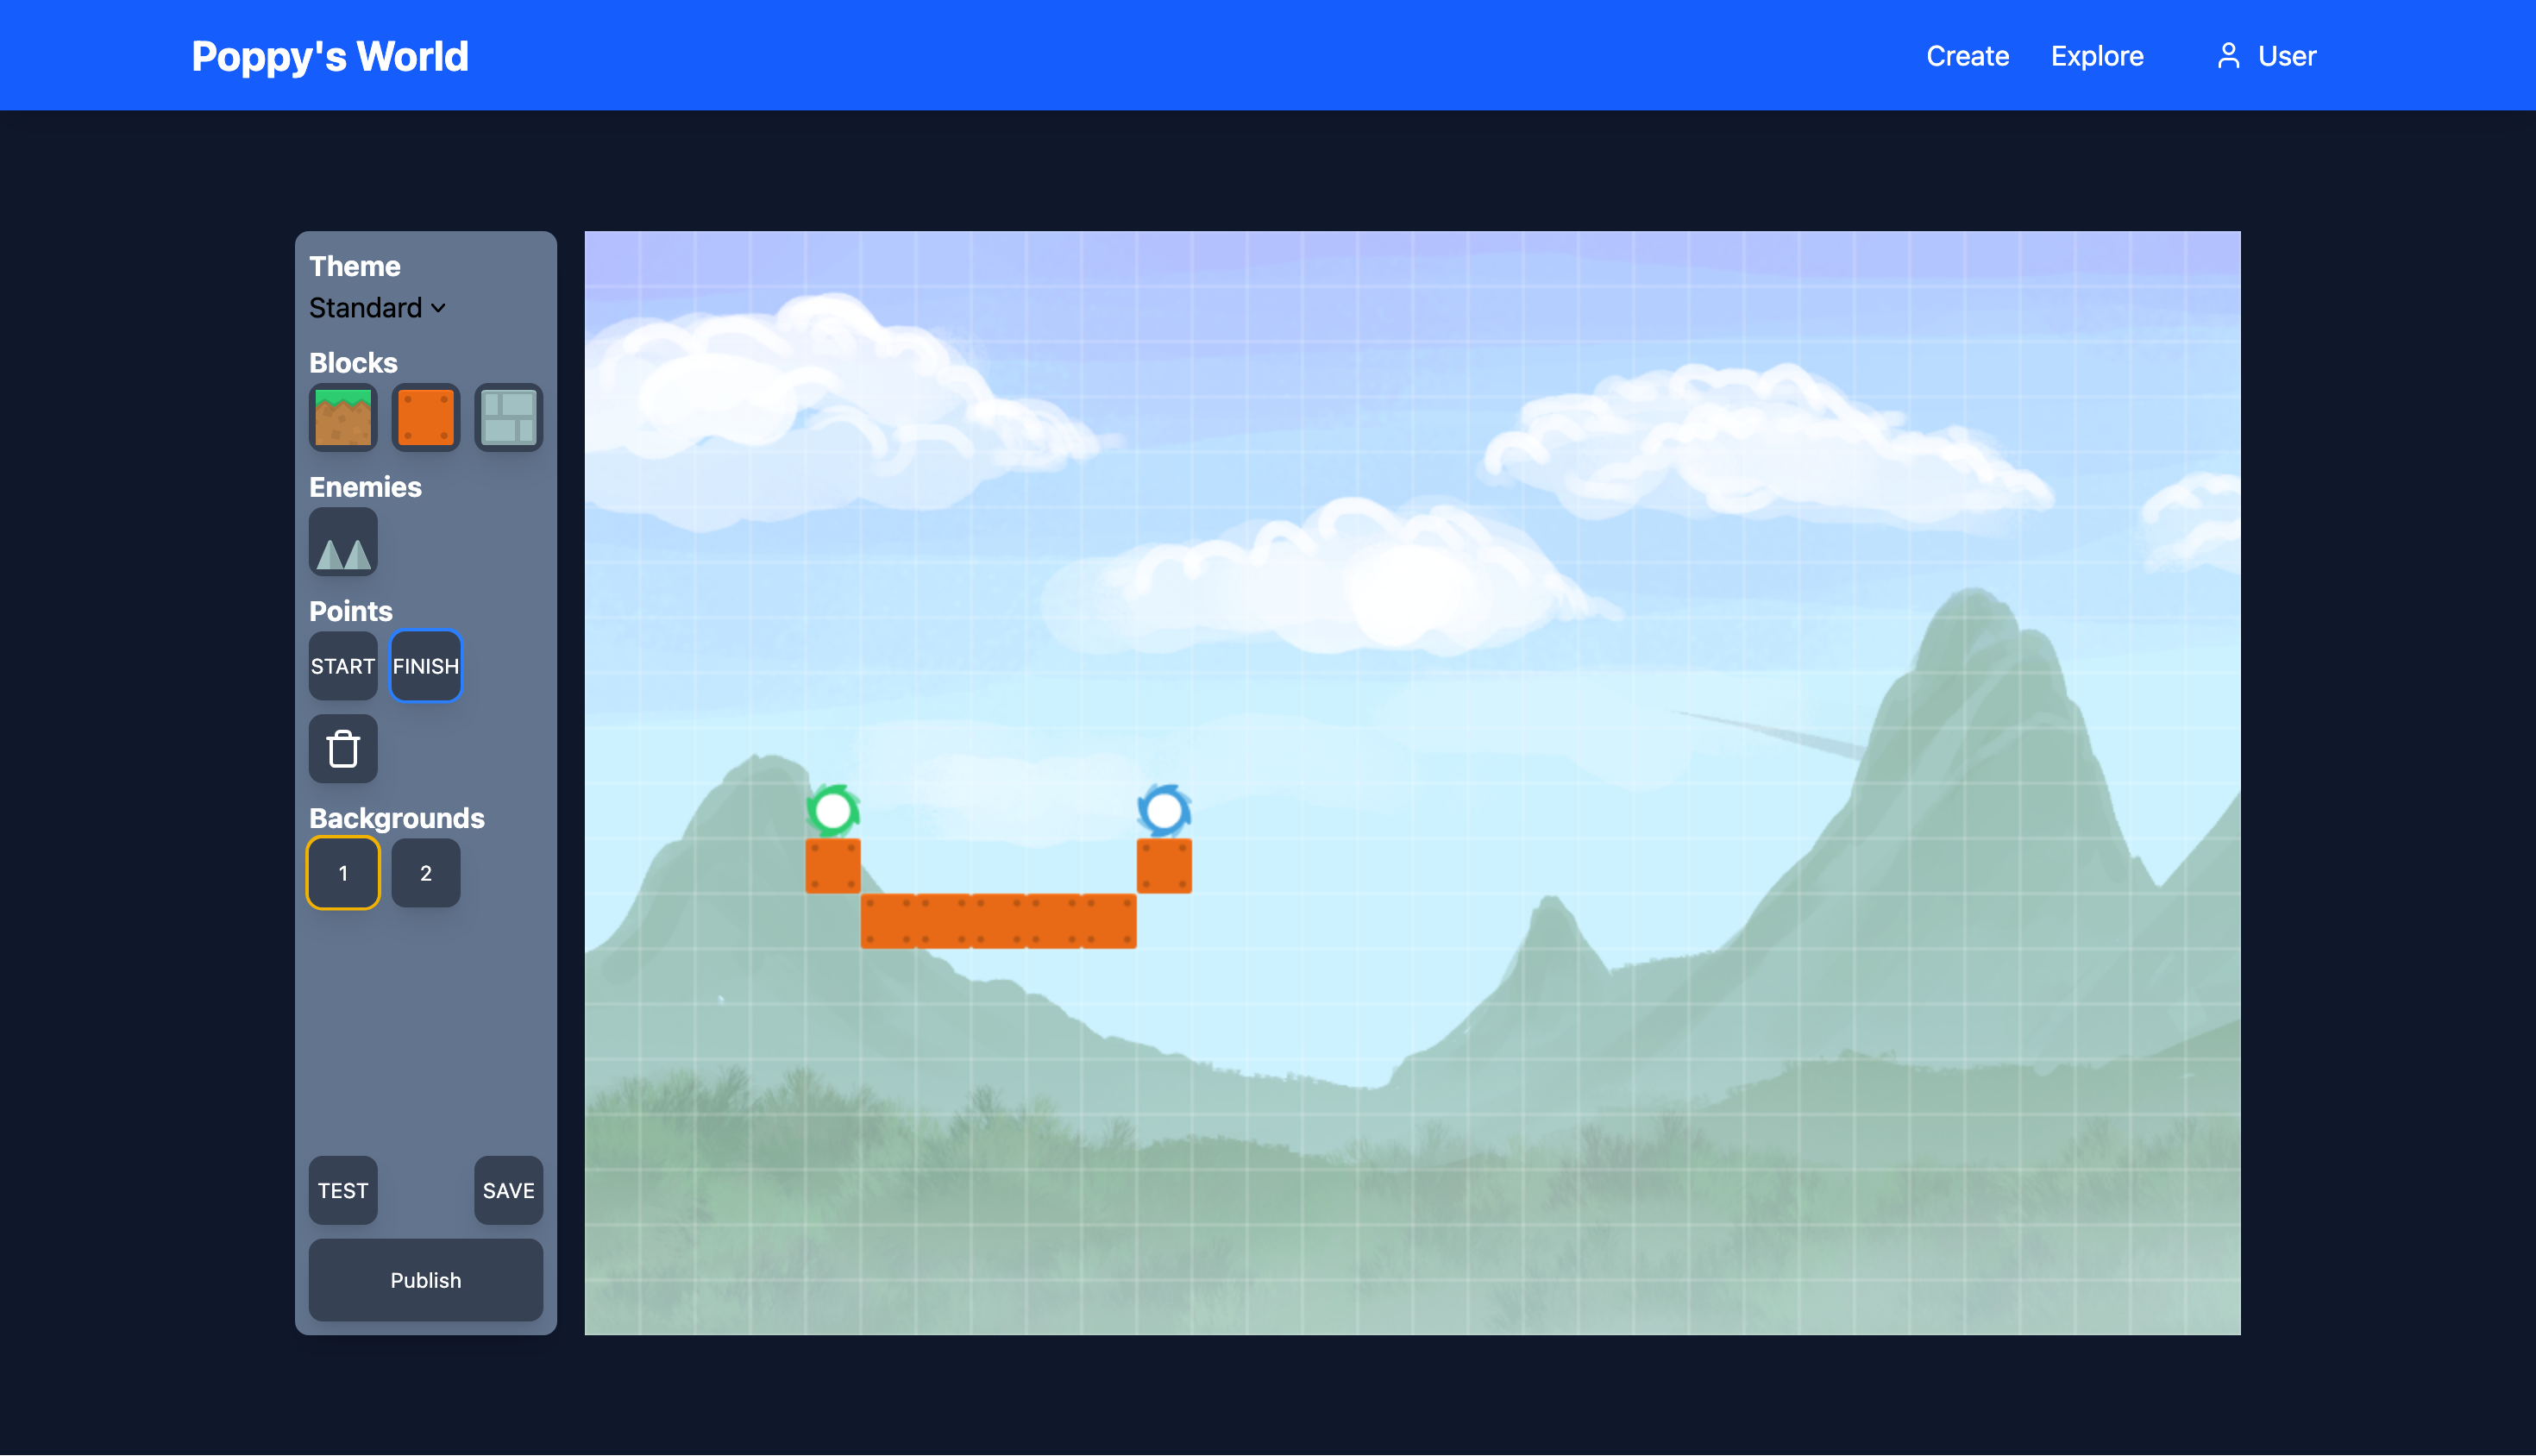 Poppy's World
Create Explore User
Theme
Standard
Blocks
Enemies
Points
START FINISH
Backgrounds
1 2
TEST SAVE
Publish